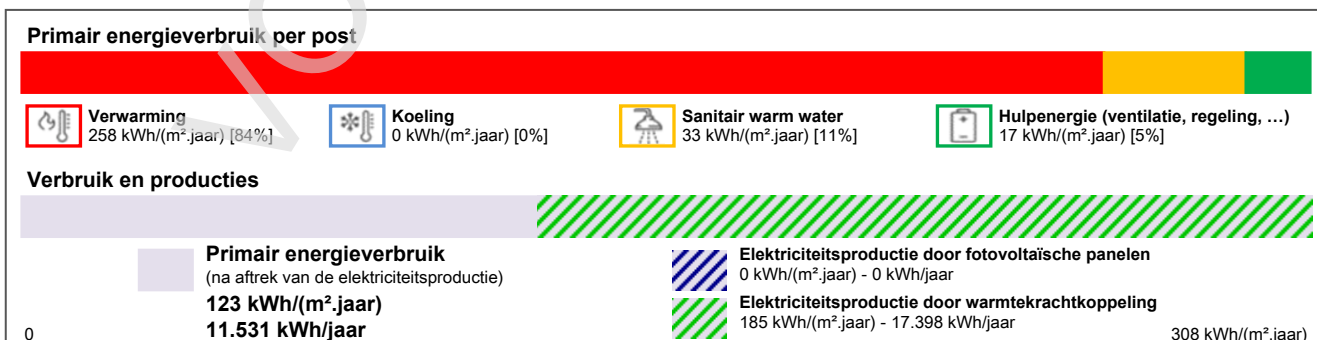 Primair energieverbruik per post
Verwarming
258 kWh/(m².jaar) [84%]
Koeling
0 kWh/(m².jaar) [0%]
Sanitair warm water
33 kWh/(m².jaar) [11%]
Hulpenergie (ventilatie, regeling, …)
17 kWh/(m².jaar) [5%]
Verbruik en producties
Primair energieverbruik
(na aftrek van de elektriciteitsproductie)
123 kWh/(m².jaar)
11.531 kWh/jaar
Elektriciteitsproductie door fotovoltaïsche panelen
0 kWh/(m².jaar) - 0 kWh/jaar
Elektriciteitsproductie door warmtekrachtkoppeling
185 kWh/(m².jaar) - 17.398 kWh/jaar
0
308 kWh/(m².jaar)